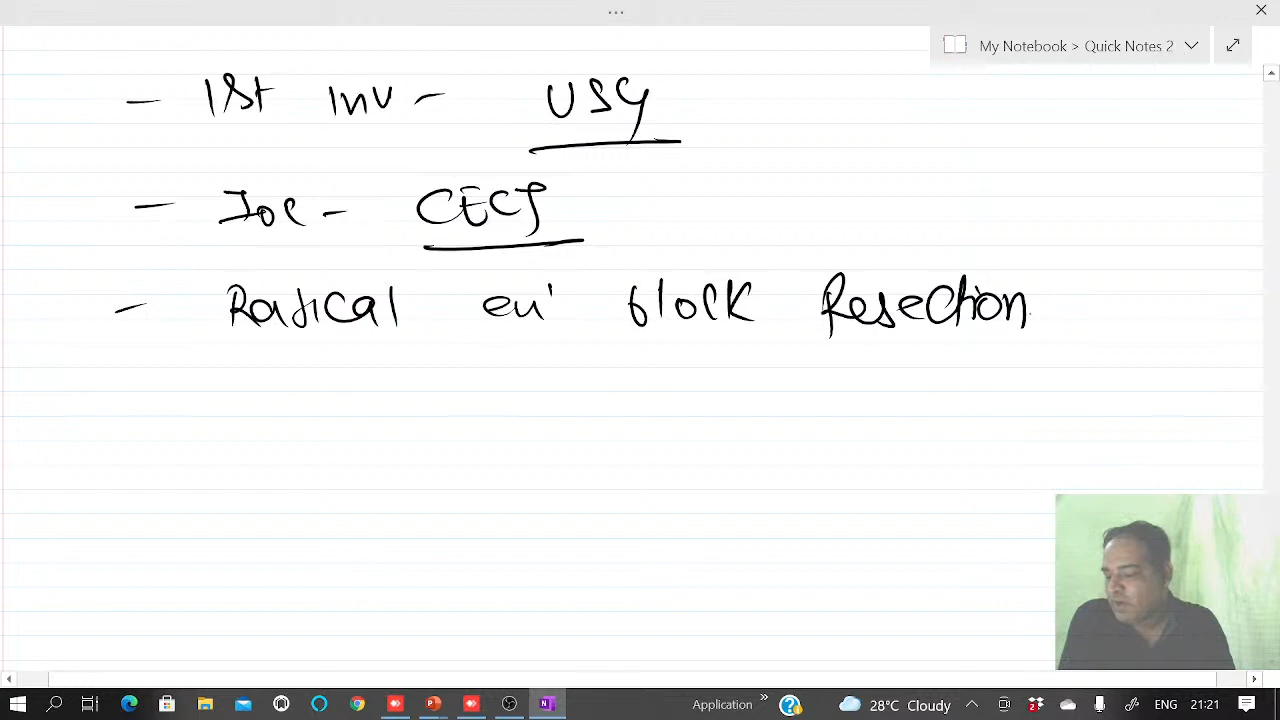 My Notebook > Quick Notes 2
- 1St Inv - USG
- IOC - CECT
- Radical en' block Resection
Application
28°C Cloudy
ENG
21:21